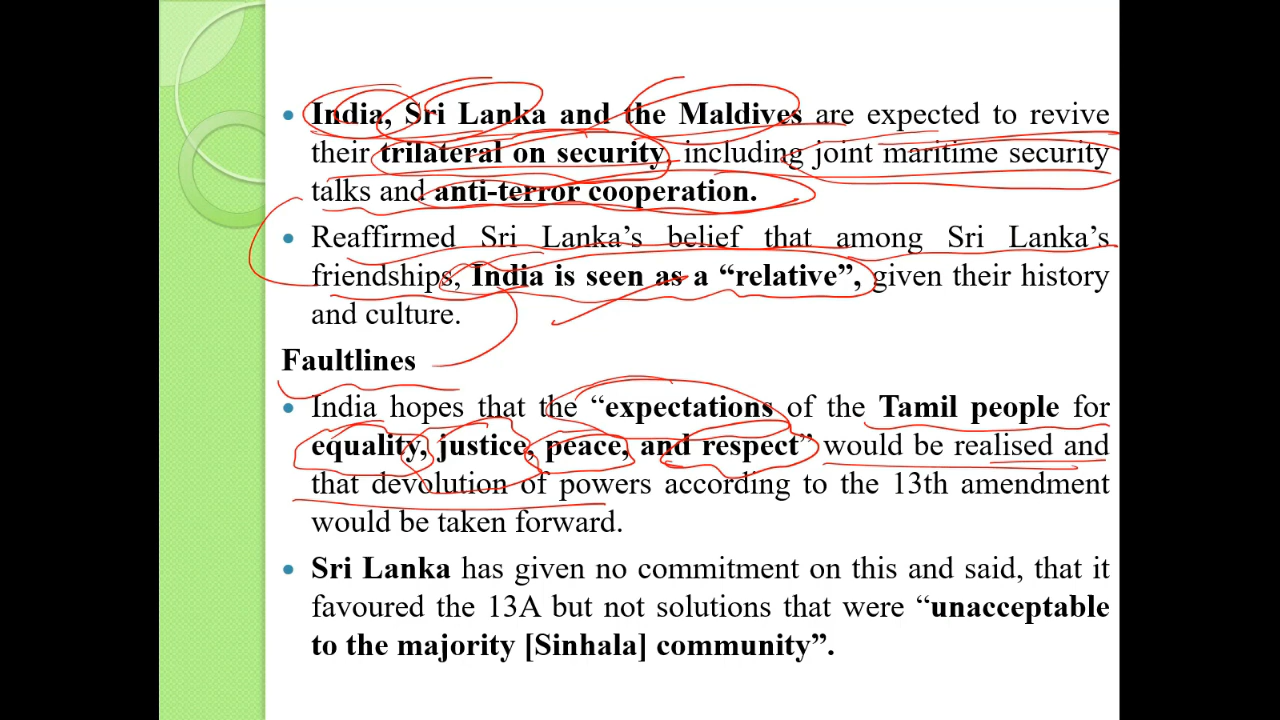 India, Sri Lanka and the Maldives are expected to revive
their trilateral on security, including joint maritime security
talks and anti-terror cooperation.
Reaffirmed Sri Lanka’s belief that among Sri Lanka’s
friendships, India is seen as a “relative”, given their history
and culture.
Faultlines
India hopes that the “expectations of the Tamil people for
equality, justice, peace, and respect” would be realised and
that devolution of powers according to the 13th amendment
would be taken forward.
Sri Lanka has given no commitment on this and said, that it
favoured the 13A but not solutions that were “unacceptable
to the majority [Sinhala] community”.